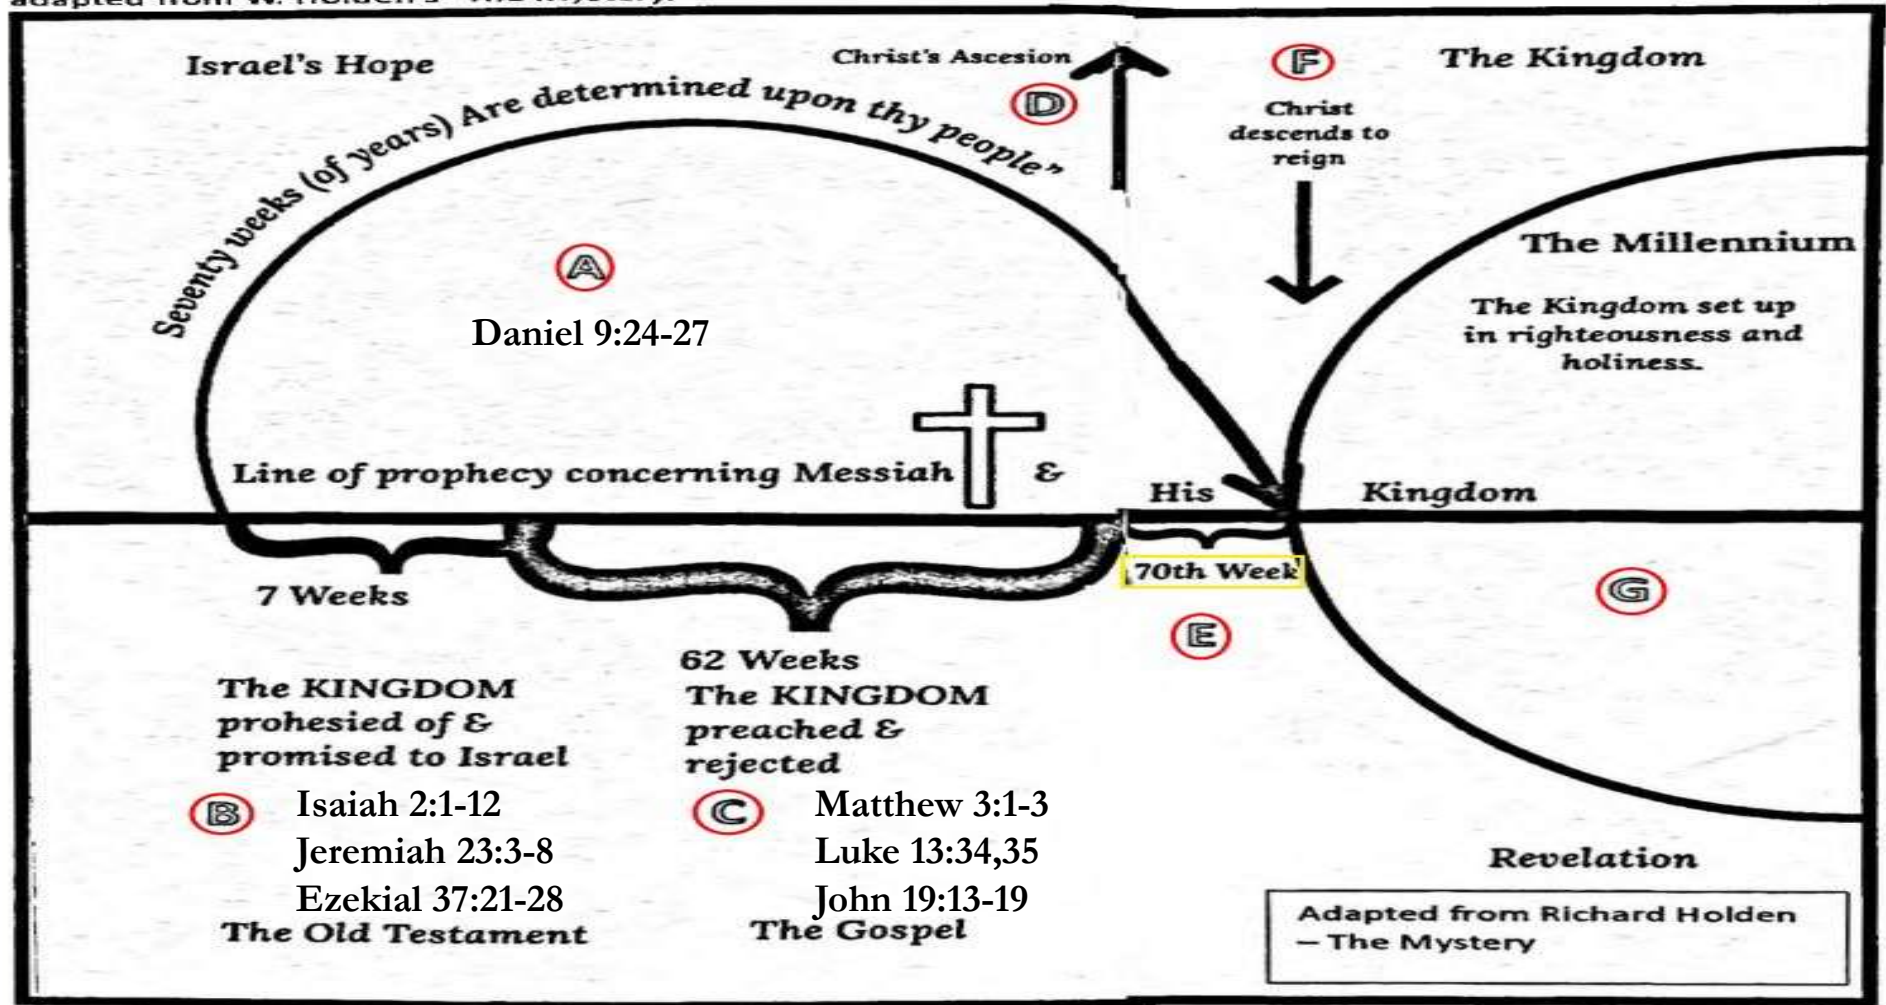 Israel's Hope
Christ's Ascesion
D
F
The Kingdom
Christ
descends to
reign
Seventy weeks (of years) Are determined upon thy people"
A
Daniel 9:24-27
The Millennium
The Kingdom set up
in righteousness and
holiness.
Line of prophecy concerning Messiah & His Kingdom
7 Weeks
70th Week
E
G
The KINGDOM
prohesied of &
promised to Israel
B
Isaiah 2:1-12
Jeremiah 23:3-8
Ezekial 37:21-28
The Old Testament
62 Weeks
The KINGDOM
preached &
rejected
C
Matthew 3:1-3
Luke 13:34,35
John 19:13-19
The Gospel
Revelation
Adapted from Richard Holden
– The Mystery